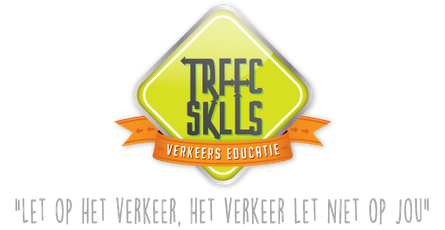 TRFFC
SKLLS
VERKEERS EDUCATIE
"LET OP HET VERKEER, HET VERKEER LET NIET OP JOU"